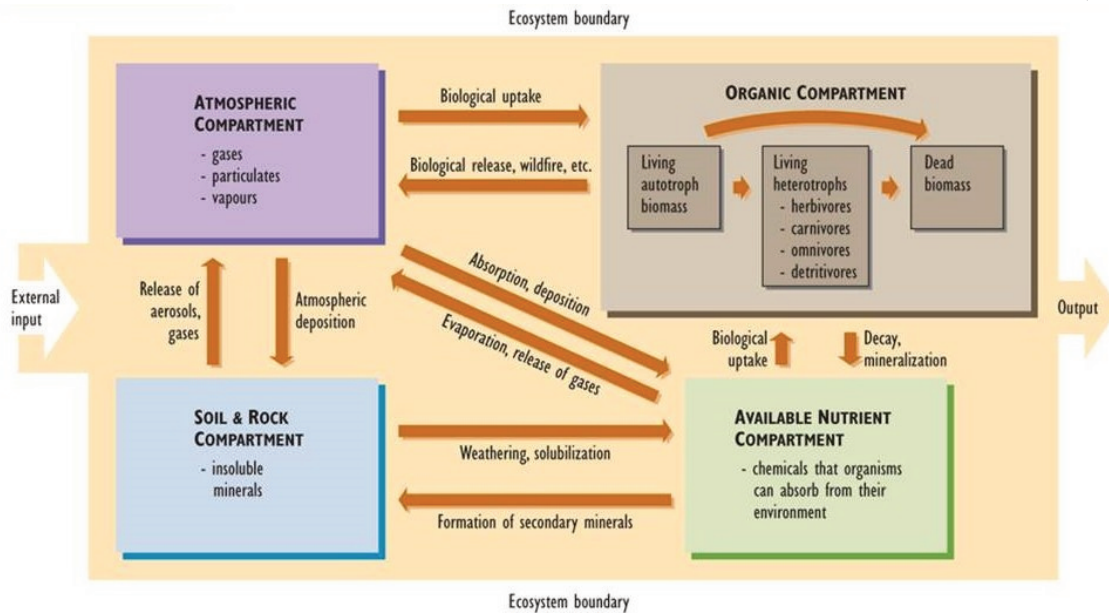 Ecosystem boundary
ATMOSPHERIC
COMPARTMENT
- gases
- particulates
- vapours
Biological uptake
Biological release, wildfire, etc.
ORGANIC COMPARTMENT
Living
autotroph
biomass
Living
heterotrophs
- herbivores
- carnivores
- omnivores
- detritivores
Dead
biomass
External
input
Release of
aerosols,
gases
Atmospheric
deposition
Absorption, deposition
Evaporation, release of gases
Biological
uptake
Decay,
mineralization
Output
SOIL & ROCK
COMPARTMENT
- insoluble
minerals
Weathering, solubilization
Formation of secondary minerals
AVAILABLE NUTRIENT
COMPARTMENT
- chemicals that organisms
can absorb from their
environment
Ecosystem boundary